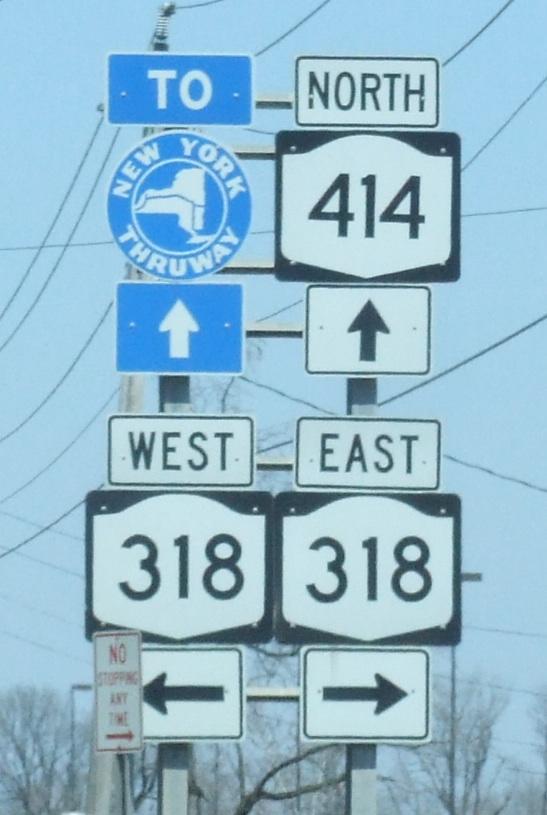 TO
NORTH
NEW YORK
THRUWAY
414
WEST
EAST
318
318
NO
STOPPING
ANY
TIME